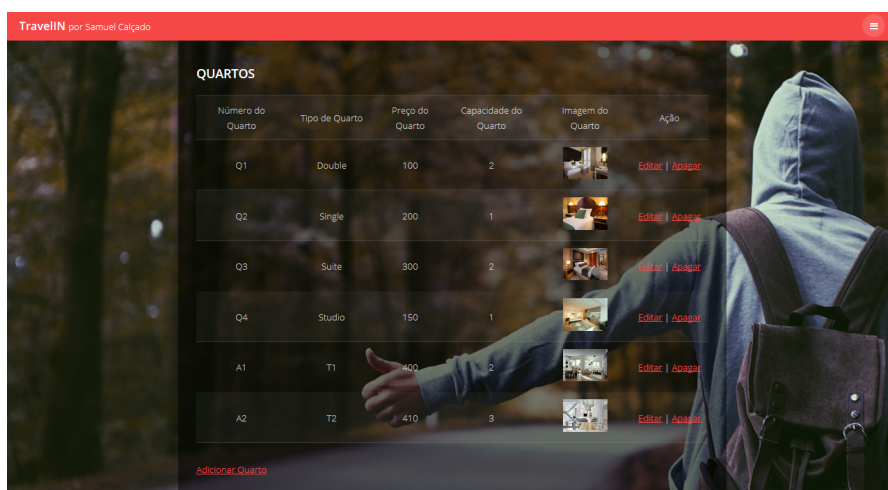 TravelIN por Samuel Calçado
QUARTOS
Número do Quarto Tipo de Quarto Preço do Quarto Capacidade do Quarto Imagem do Quarto Ação
Q1 Double 100 2 Editar | Apagar
Q2 Single 200 1 Editar | Apagar
Q3 Suite 300 2 Editar | Apagar
Q4 Studio 150 1 Editar | Apagar
A1 T1 400 2 Editar | Apagar
A2 T2 410 3 Editar | Apagar
Adicionar Quarto